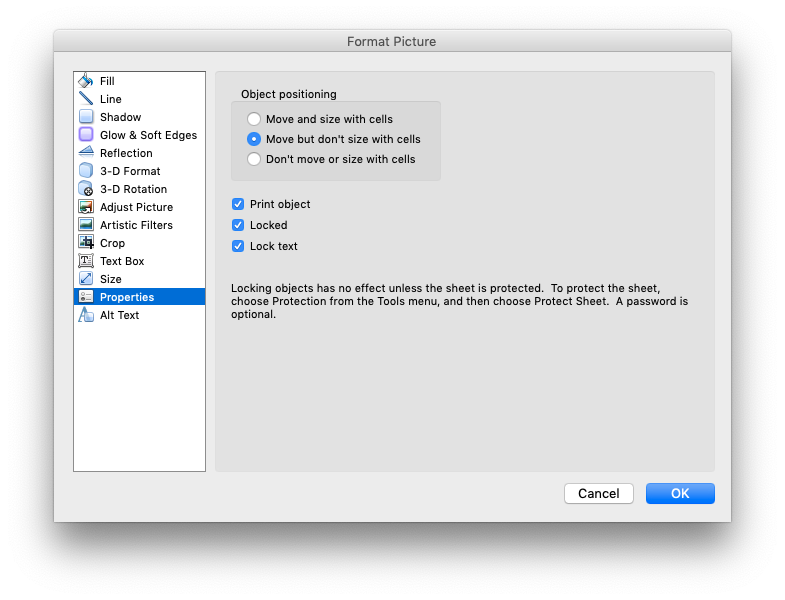 Format Picture
Fill
Line
Shadow
Glow & Soft Edges
Reflection
3-D Format
3-D Rotation
Adjust Picture
Artistic Filters
Crop
Text Box
Size
Properties
Alt Text
Object positioning
Move and size with cells
Move but don't size with cells
Don't move or size with cells
Print object
Locked
Lock text
Locking objects has no effect unless the sheet is protected.  To protect the sheet,
choose Protection from the Tools menu, and then choose Protect Sheet.  A password is
optional.
Cancel
OK